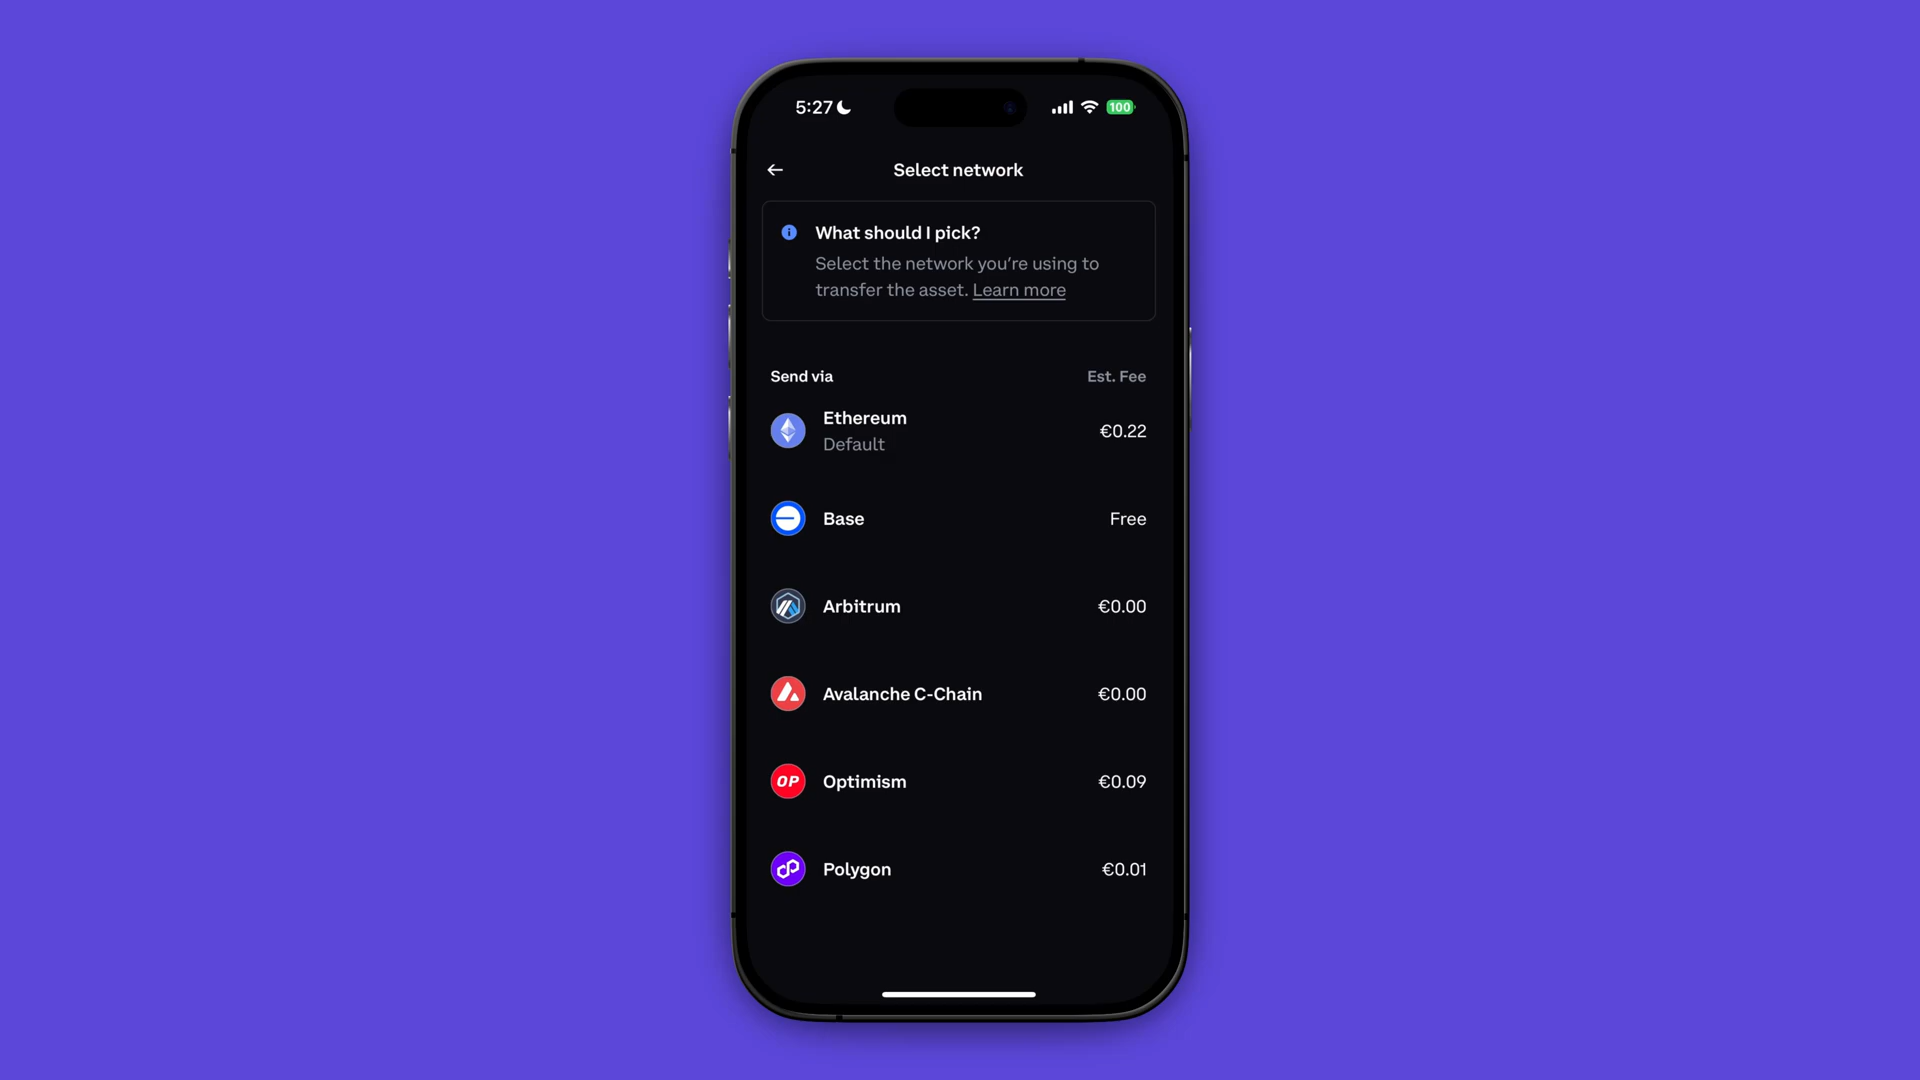 5:27
100
Select network
What should I pick?
Select the network you're using to
transfer the asset. Learn more
Send via
Est. Fee
Ethereum
Default
€0.22
Base
Free
Arbitrum
€0.00
Avalanche C-Chain
€0.00
OP
Optimism
€0.09
Polygon
€0.01